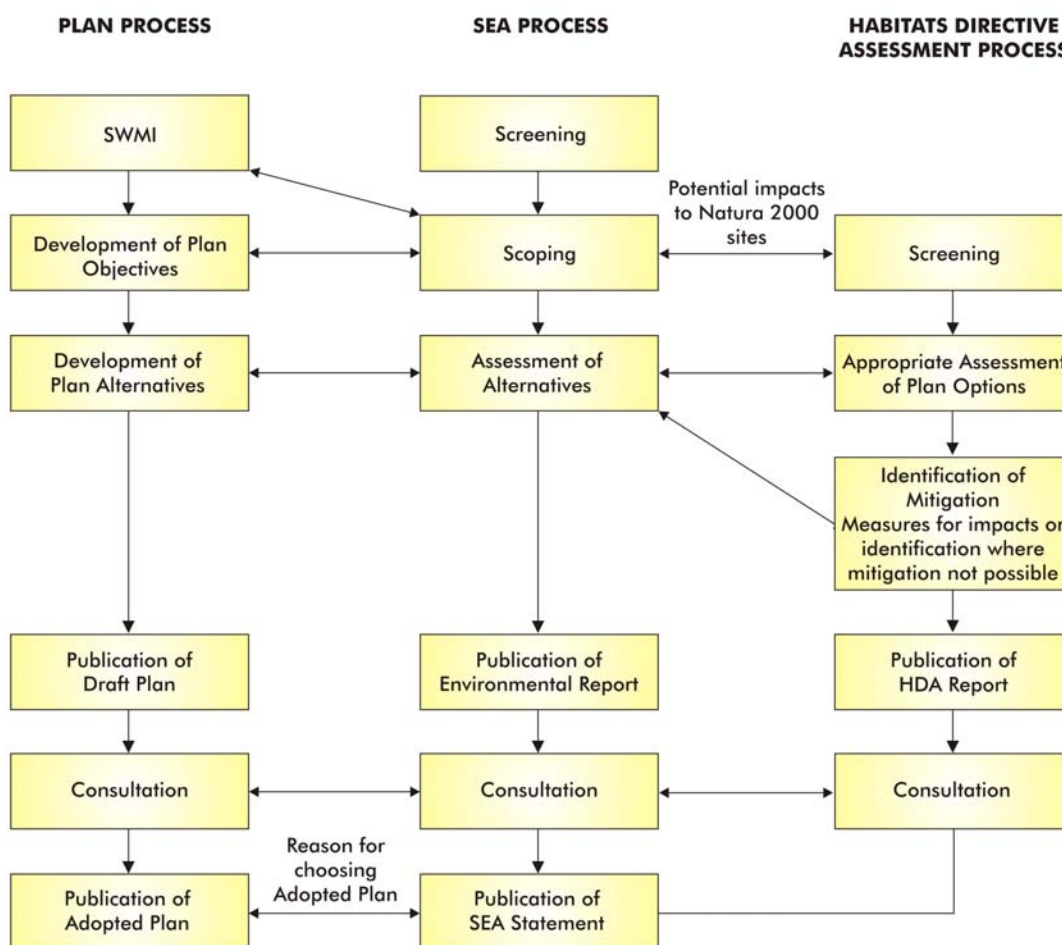 PLAN PROCESS
SEA PROCESS
HABITATS DIRECTIVE
ASSESSMENT PROCESS
SWMI
Screening
Potential impacts
to Natura 2000
sites
Development of Plan
Objectives
Scoping
Screening
Development of
Plan Alternatives
Assessment of
Alternatives
Appropriate Assessment
of Plan Options
Identification of
Mitigation
Measures for impacts or
identification where
mitigation not possible
Publication of
Draft Plan
Publication of
Environmental Report
Publication of
HDA Report
Consultation
Consultation
Consultation
Reason for
choosing
Adopted Plan
Publication of
Adopted Plan
Publication of
SEA Statement